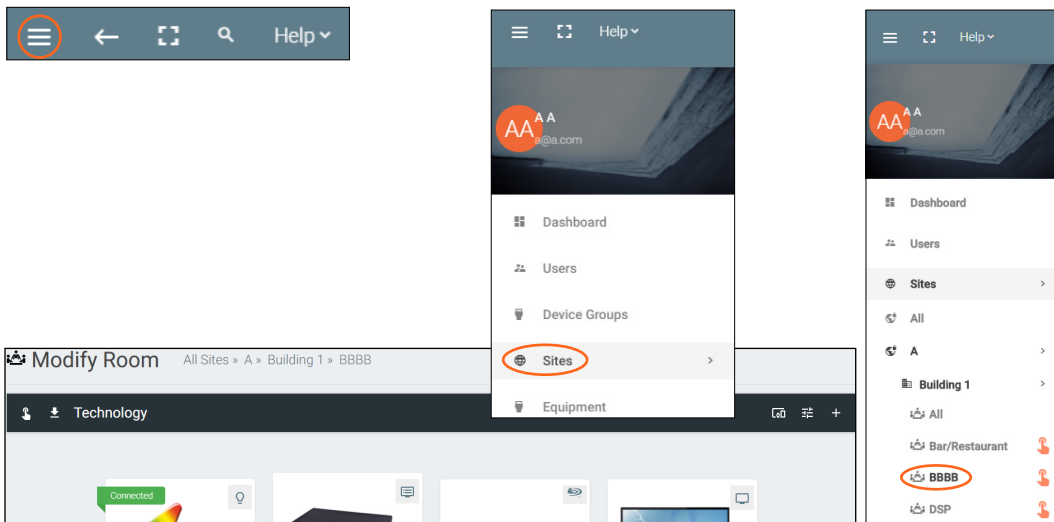 Help
Help
AA
A A
a@a.com
Dashboard
Users
Device Groups
Sites
Equipment
Help
AA
A A
a@a.com
Dashboard
Users
Sites
All
A
Building 1
All
Bar/Restaurant
BBBB
DSP
Modify Room All Sites » A » Building 1 » BBBB
Technology
Connected